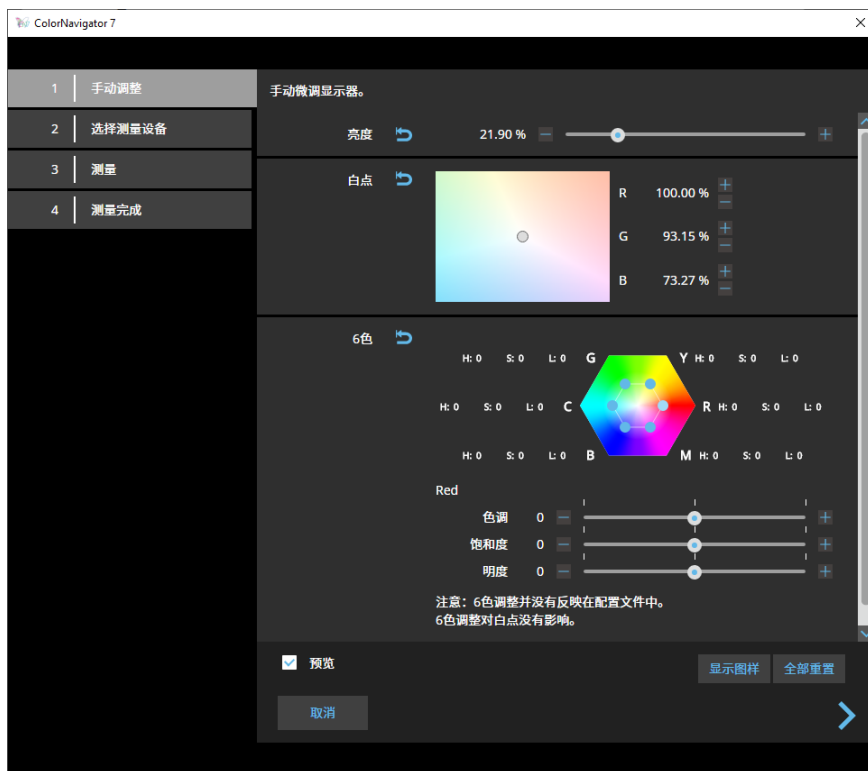 ColorNavigator 7
1 手动调整
2 选择测量设备
3 测量
4 测量完成
手动微调显示器。
亮度 21.90 %
白点
R 100.00 %
G 93.15 %
B 73.27 %
6色
H: 0 S: 0 L: 0 G Y H: 0 S: 0 L: 0
H: 0 S: 0 L: 0 C R H: 0 S: 0 L: 0
H: 0 S: 0 L: 0 B M H: 0 S: 0 L: 0
Red
色调 0
饱和度 0
明度 0
注意：6色调整并没有反映在配置文件中。
6色调整对白点没有影响。
预览
显示图样 全部重置
取消